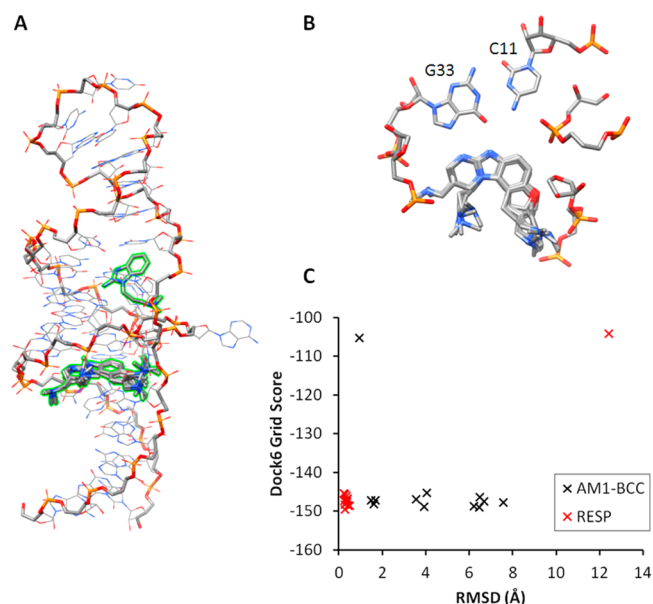 A
B
G33
C11
C
Dock6 Grid Score
-100
-110
-120
-130
-140
-150
-160
0 2 4 6 8 10 12 14
RMSD (Å)
× AM1-BCC
× RESP